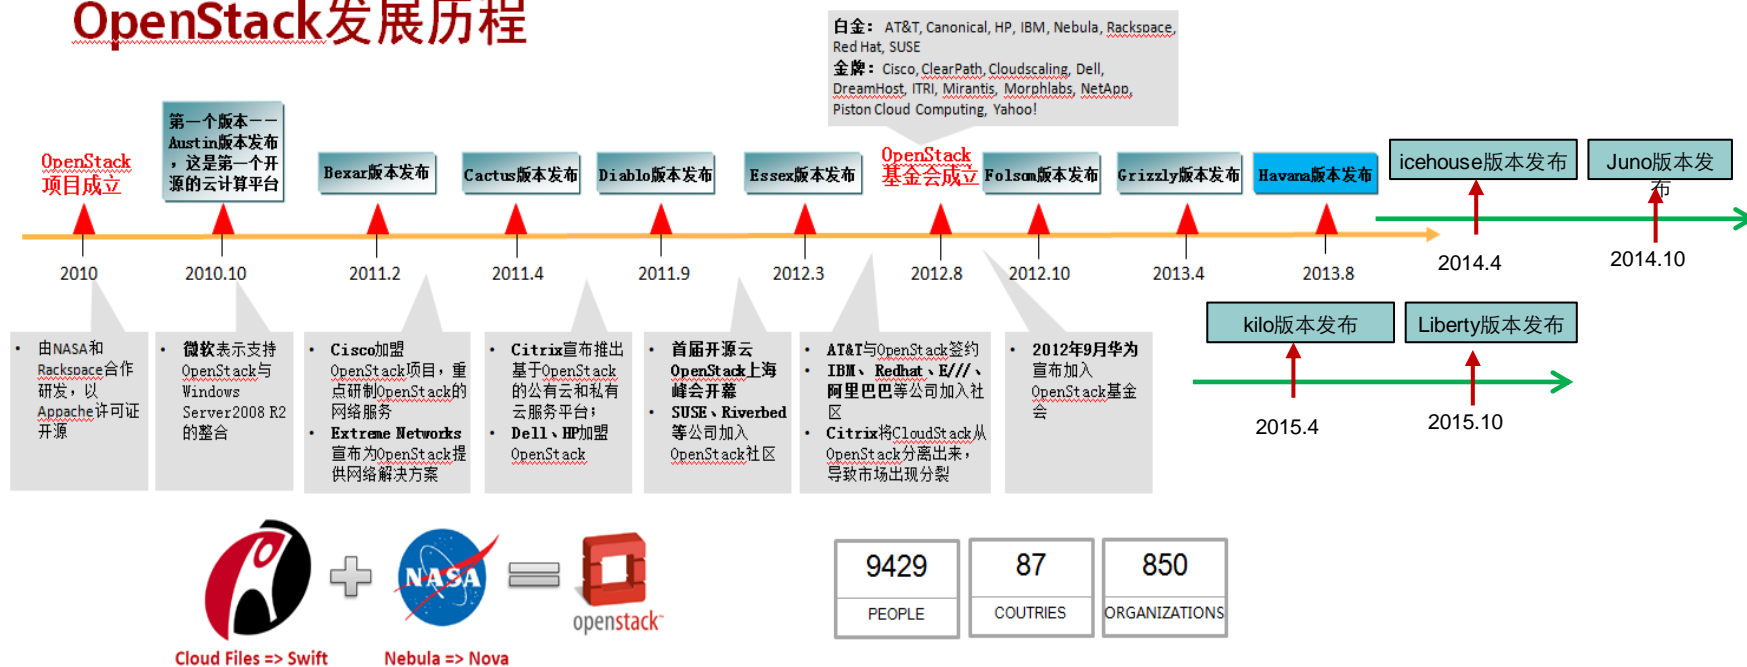 OpenStack发展历程
白金： AT&T, Canonical, HP, IBM, Nebula, Rackspace,
Red Hat, SUSE
金牌：Cisco, ClearPath, Cloudscaling, Dell,
DreamHost, ITRI, Mirantis, Morphlabs, NetApp,
Piston Cloud Computing, Yahoo!
OpenStack
项目成立
第一个版本——
Austin版本发布
，这是第一个开
源的云计算平台
Bexar版本发布
Cactus版本发布
Diablo版本发布
Essex版本发布
OpenStack
基金会成立
Folsom版本发布
Grizzly版本发布
Havana版本发布
icehouse版本发布
Juno版本发
布
2010
2010.10
2011.2
2011.4
2011.9
2012.3
2012.8
2012.10
2013.4
2013.8
2014.4
2014.10
kilo版本发布
Liberty版本发布
2015.4
2015.10
• 由NASA和
Rackspace合作
研发，以
Appache许可证
开源
• 微软表示支持
OpenStack与
Windows
Server2008 R2
的整合
• Cisco加盟
OpenStack项目，重
点研制OpenStack的
网络服务
• Extreme Networks
宣布为OpenStack提
供网络解决方案
• Citrix宣布推出
基于OpenStack
的公有云和私有
云服务平台；
• Dell、HP加盟
OpenStack
• 首届开源云
OpenStack上海
峰会开幕
• SUSE、Riverbed
等公司加入
OpenStack社区
• AT&T与OpenStack签约
• IBM、Redhat、E///、
阿里巴巴等公司加入社
区
• Citrix将CloudStack从
OpenStack分离出来，
导致市场出现分裂
• 2012年9月华为
宣布加入
OpenStack基金
会
NASA
openstack™
Cloud Files => Swift
Nebula => Nova
9429
PEOPLE
87
COUTRIES
850
ORGANIZATIONS